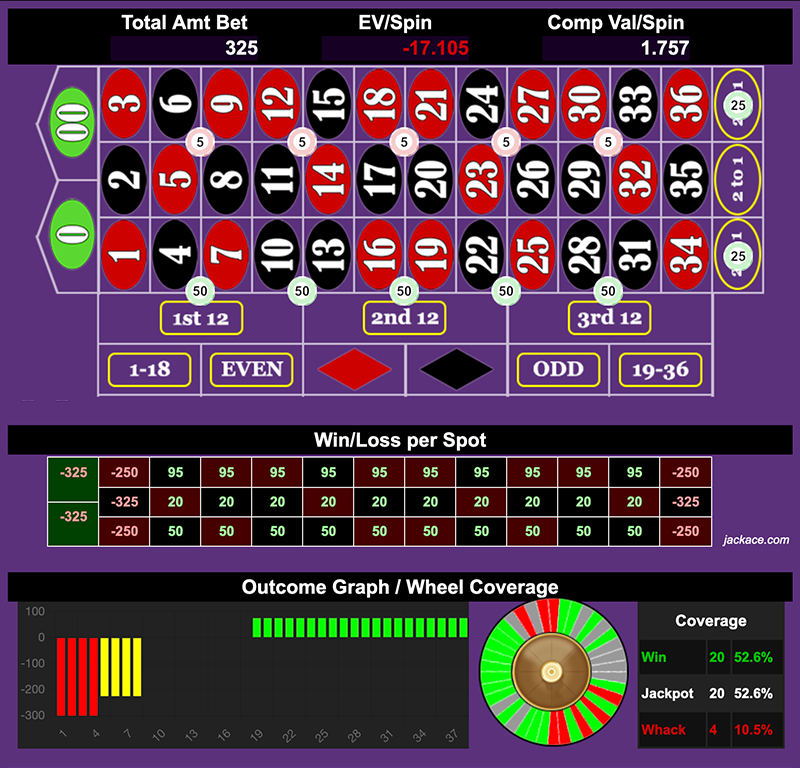 Total Amt Bet EV/Spin Comp Val/Spin
325 -17.105 1.757
00 3 6 9 12 15 18 21 24 27 30 33 36 2 1 25
5 5 5 5 5
2 5 8 11 14 17 20 23 26 29 32 35 2 to 1
0 1 4 7 10 13 16 19 22 25 28 31 34 2 1 25
50 50 50 50 50
1st 12 2nd 12 3rd 12
1-18 EVEN ODD 19-36
Win/Loss per Spot
-325 -250 95 95 95 95 95 95 95 95 95 95 -250
-325 20 20 20 20 20 20 20 20 20 20 -325
-325 -250 50 50 50 50 50 50 50 50 50 50 -250
jackace.com
Outcome Graph / Wheel Coverage
100
0
-100
-200
-300
1 4 7 10 13 16 19 22 25 28 31 34 37
Coverage
Win 20 52.6%
Jackpot 20 52.6%
Whack 4 10.5%